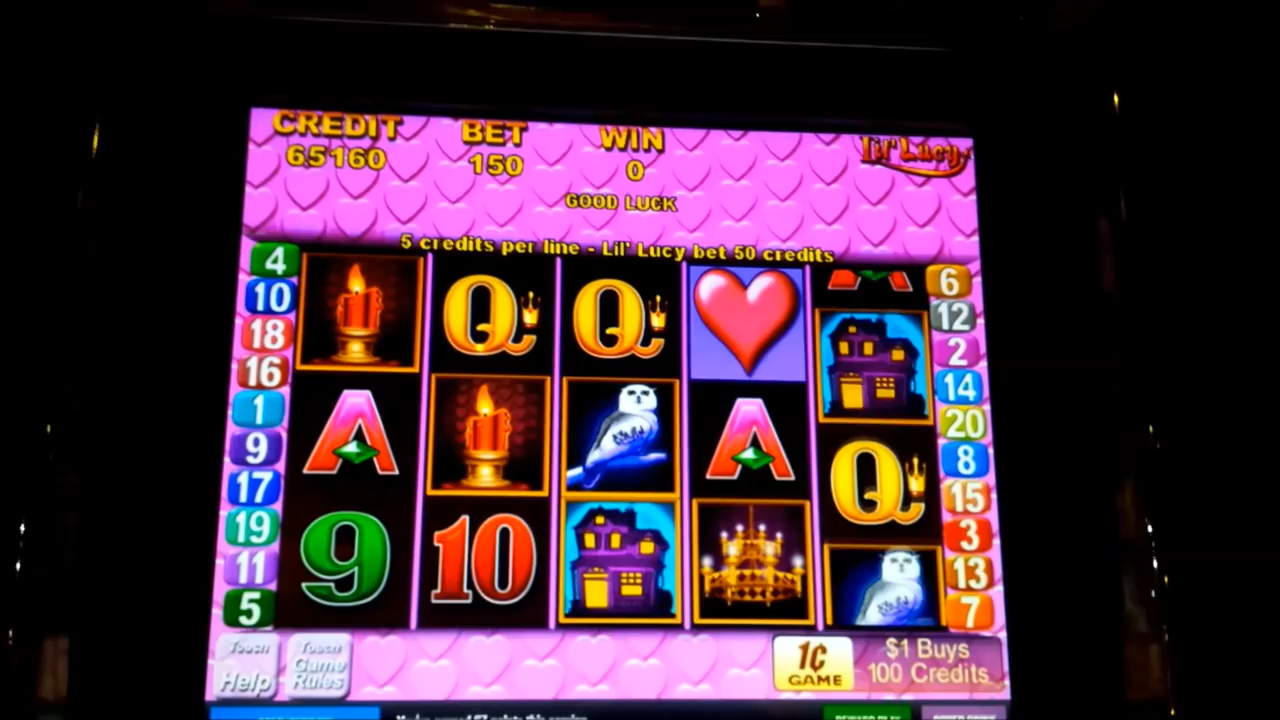 CREDIT BET WIN Lil' Lucy
65160 150 0
GOOD LUCK
5 credits per line - Lil' Lucy bet 50 credits
4 6
10 Q Q 12
18 2
16 14
1 A A 20
9 Q 8
17 15
19 9 10 3
11 13
5 7
Touch Touch 1¢ $1 Buys
Help Game GAME 100 Credits
Rules